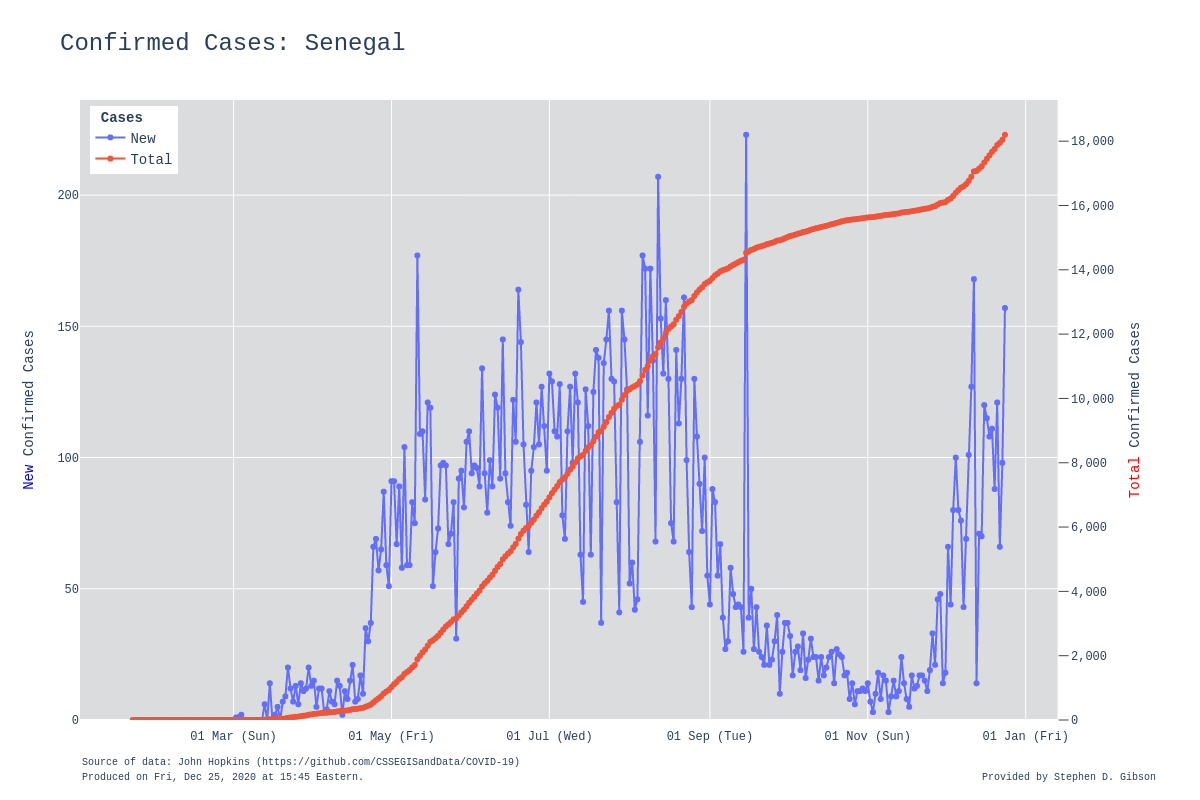 Confirmed Cases: Senegal
Cases
New
Total
200
150
100
50
0
New Confirmed Cases
18,000
16,000
14,000
12,000
10,000
8,000
6,000
4,000
2,000
0
Total Confirmed Cases
01 Mar (Sun) 01 May (Fri) 01 Jul (Wed) 01 Sep (Tue) 01 Nov (Sun) 01 Jan (Fri)
Source of data: John Hopkins (https://github.com/CSSEGISandData/COVID-19)
Produced on Fri, Dec 25, 2020 at 15:45 Eastern.
Provided by Stephen D. Gibson